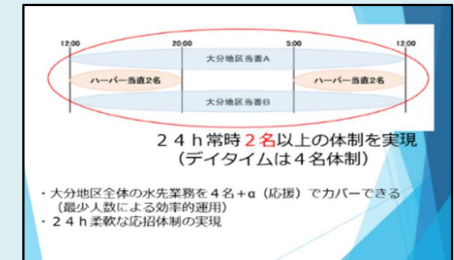 12:00 20:00 5:00 12:00
大分地区当番A
ハーバー当直2名 ハーバー当直2名
大分地区当番B
24h常時2名以上の体制を実現
（デイタイムは4名体制）
・大分地区全体の水先業務を4名+α（応援）でカバーできる
（最少人数による効率的運用）
・24h柔軟な応招体制の実現